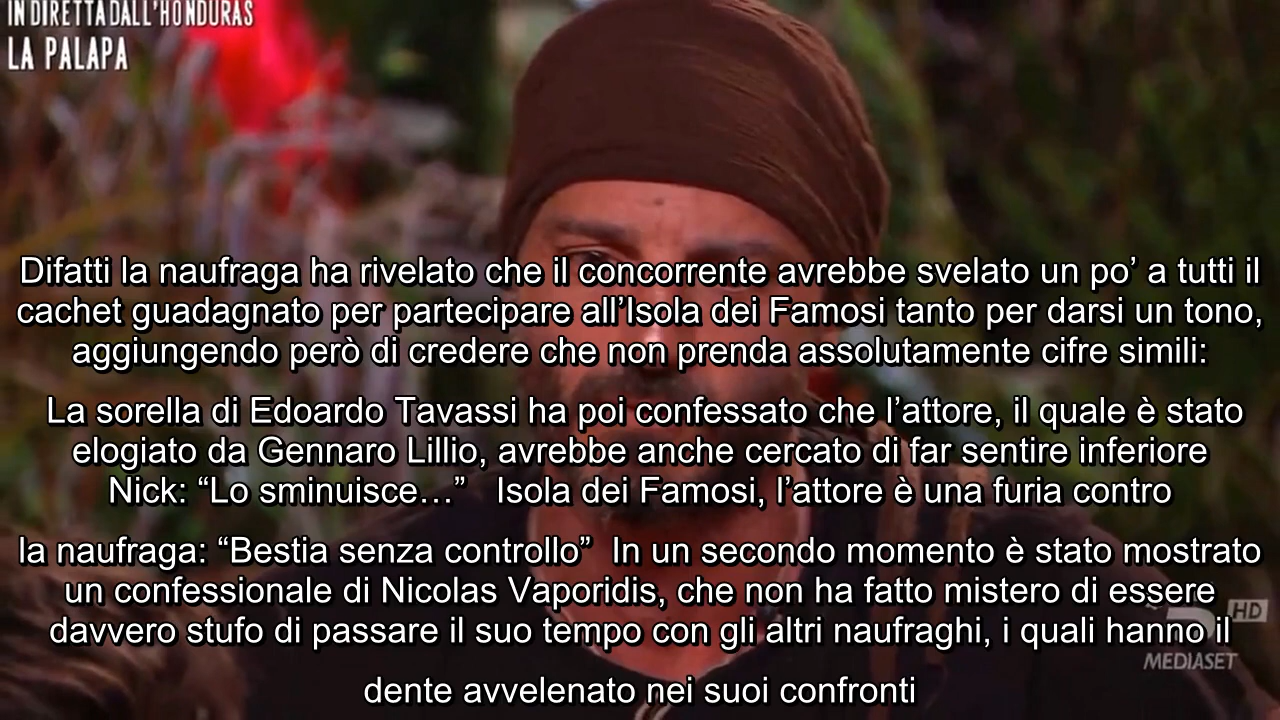 IN DIRETTA DALL'HONDURAS
LA PALAPA
Difatti la naufraga ha rivelato che il concorrente avrebbe svelato un po’ a tutti il
cachet guadagnato per partecipare all’Isola dei Famosi tanto per darsi un tono,
aggiungendo però di credere che non prenda assolutamente cifre simili:
La sorella di Edoardo Tavassi ha poi confessato che l’attore, il quale è stato
elogiato da Gennaro Lillio, avrebbe anche cercato di far sentire inferiore
Nick: “Lo sminuisce…” Isola dei Famosi, l’attore è una furia contro
la naufraga: “Bestia senza controllo” In un secondo momento è stato mostrato
un confessionale di Nicolas Vaporidis, che non ha fatto mistero di essere
davvero stufo di passare il suo tempo con gli altri naufraghi, i quali hanno il
HD
MEDIASET
dente avvelenato nei suoi confronti